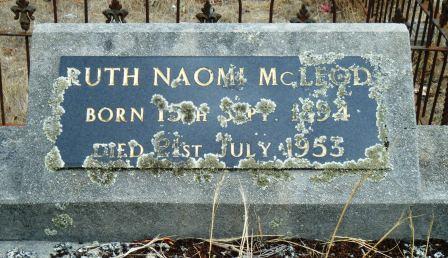 RUTH NAOMI McLEOD
BORN 15TH SEPT. 1894
DIED 21ST JULY 1953